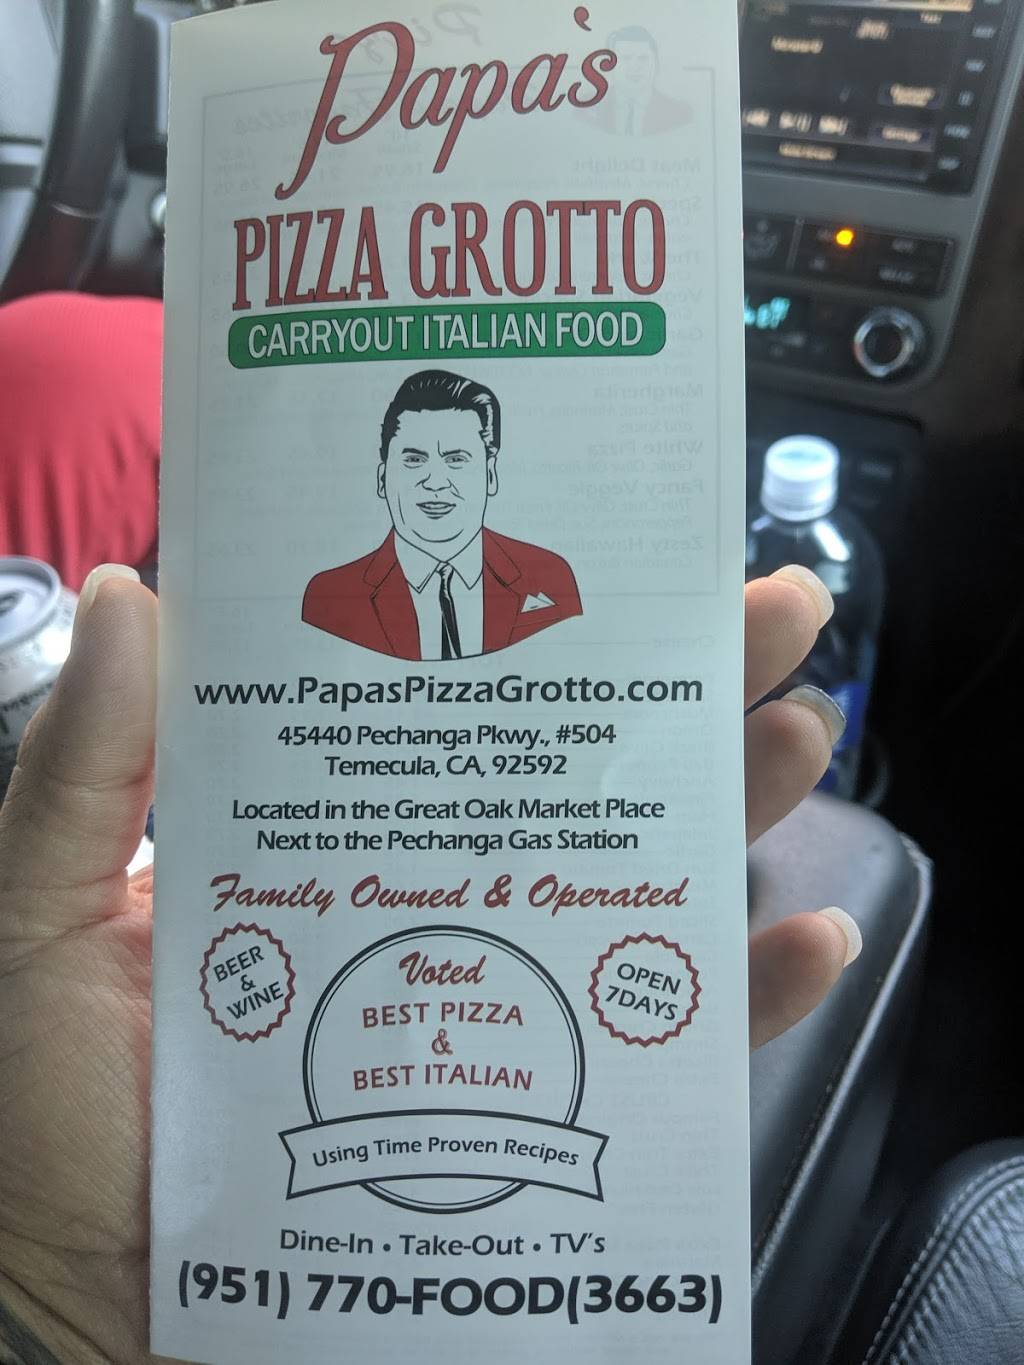 Papa's
PIZZA GROTTO
CARRYOUT ITALIAN FOOD
www.PapasPizzaGrotto.com
45440 Pechanga Pkwy., #504
Temecula, CA, 92592
Located in the Great Oak Market Place
Next to the Pechanga Gas Station
Family Owned & Operated
BEER
&
WINE
Voted
BEST PIZZA
&
BEST ITALIAN
Using Time Proven Recipes
OPEN
7DAYS
Dine-In • Take-Out • TV's
(951) 770-FOOD(3663)